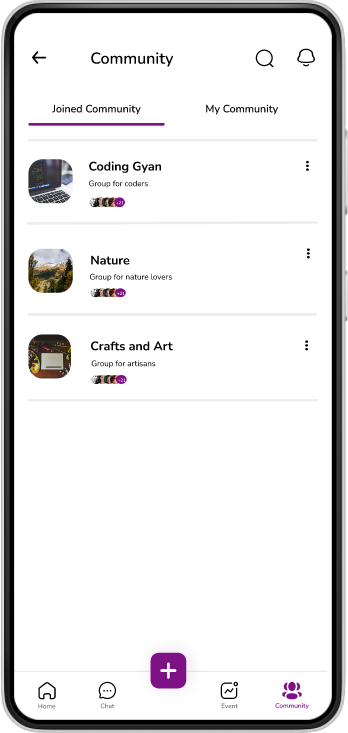 Community
Joined Community
My Community
Coding Gyan
Group for coders
+21
Nature
Group for nature lovers
+21
Crafts and Art
Group for artisans
+21
Home
Chat
Event
Community